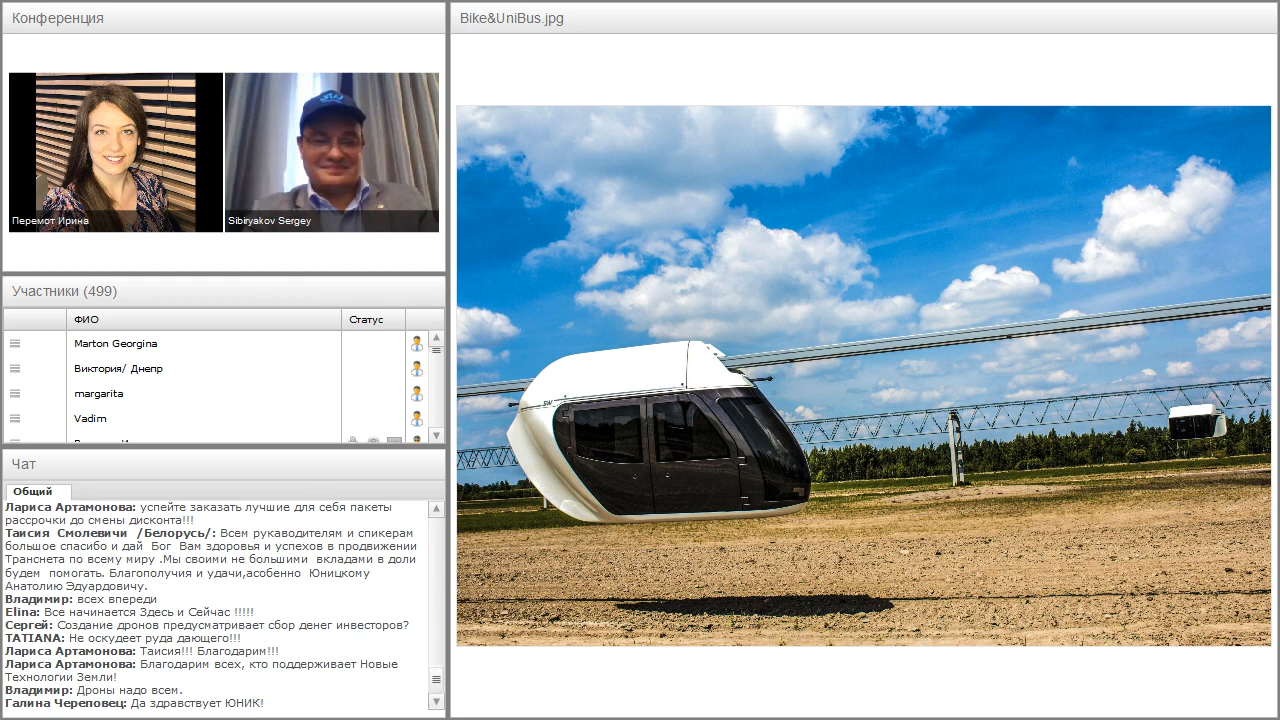 Конференция
Перемот Ирина
Sibiryakov Sergey
Участники (499)
ФИО Статус
Marton Georgina
Виктория/ Днепр
margarita
Vadim
Чат
Общий
Лариса Артамонова: успейте заказать лучшие для себя пакеты
рассрочки до смены дисконта!!!
Таисия Смолевичи /Белорусь/: Всем рукаводителям и спикерам
большое спасибо и дай Бог Вам здоровья и успехов в продвижении
Транснета по всему миру .Мы своими не большими вкладами в доли
будем помогать. Благополучия и удачи,асобенно Юницкому
Анатолию Эдуардовичу.
Владимир: всех впереди
Elina: Все начинается Здесь и Сейчас !!!!!
Сергей: Создание дронов предусматривает сбор денег инвесторов?
TATIANA: Не оскудеет руда дающего!!!
Лариса Артамонова: Таисия!!! Благодарим!!!
Лариса Артамонова: Благодарим всех, кто поддерживает Новые
Технологии Земли!
Владимир: Дроны надо всем.
Галина Череповец: Да здравствует ЮНИК!
Bike&UniBus.jpg
SW